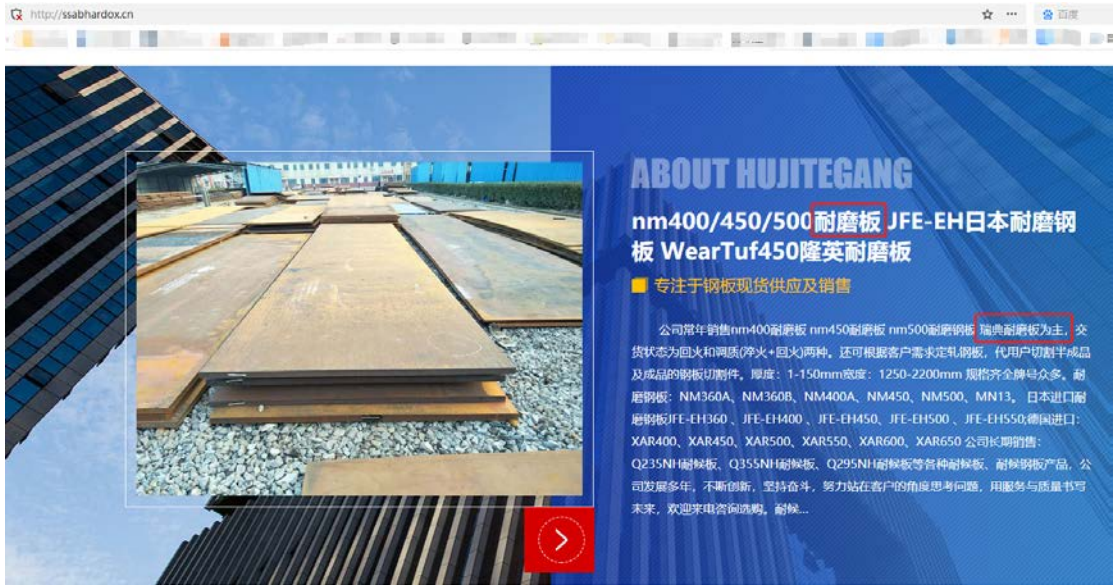 http://ssabhardox.cn
百度
ABOUT HUJITEGANG
nm400/450/500耐磨板 JFE-EH日本耐磨钢
板 WearTuf450隆英耐磨板
专注于钢板现货供应及销售
公司常年销售nm400耐磨板 nm450耐磨板 nm500耐磨钢板 瑞典耐磨板为主，交
货状态为回火和调质(淬火+回火)两种。还可根据客户需求定轧钢板，代用户切割半成品
及成品的钢板切割件。厚度：1-150mm宽度：1250-2200mm 规格齐全牌号众多。耐
磨钢板：NM360A、NM360B、NM400A、NM450、NM500、MN13。 日本进口耐
磨钢板JFE-EH360 、JFE-EH400 、JFE-EH450、JFE-EH500 、JFE-EH550;德国进口：
XAR400、XAR450、XAR500、XAR550、XAR600、XAR650 公司长期销售：
Q235NH耐候板、Q355NH耐候板、Q295NH耐候板等各种耐候板、耐候钢板产品，公
司发展多年，不断创新，坚持奋斗，努力站在客户的角度思考问题，用服务与质量书写
未来，欢迎来电咨询选购。耐候...